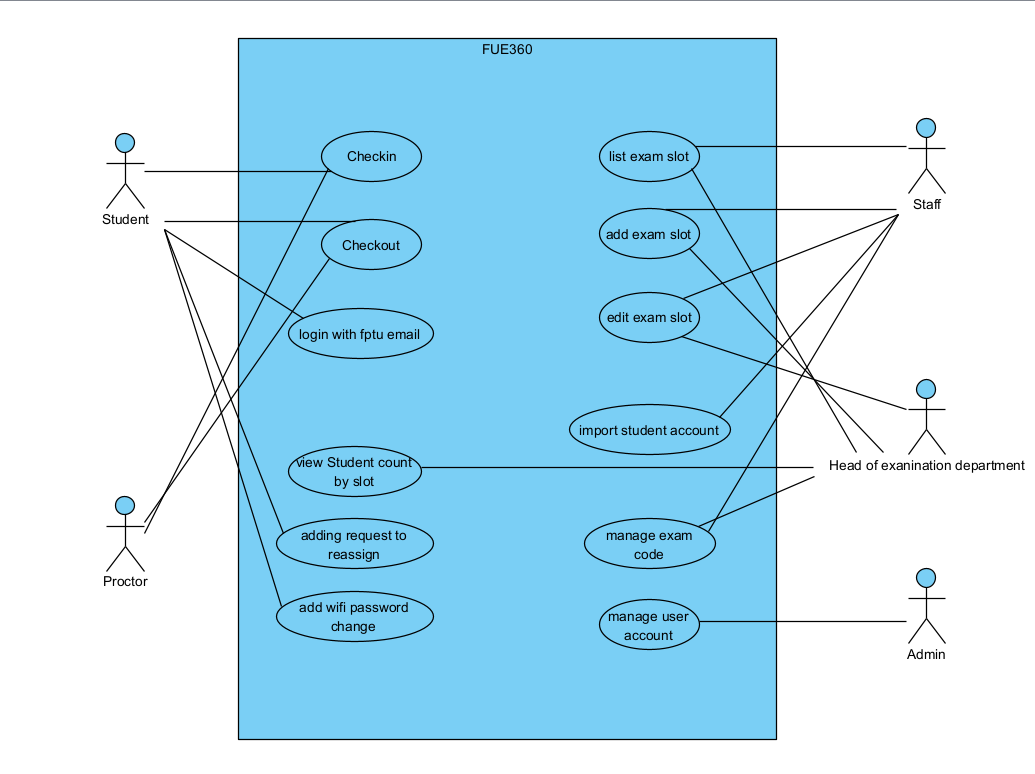 FUE360
Checkin
list exam slot
Student
Staff
Checkout
add exam slot
login with fptu email
edit exam slot
import student account
view Student count
by slot
Head of exanination department
adding request to
reassign
manage exam
code
Proctor
add wifi password
change
manage user
account
Admin